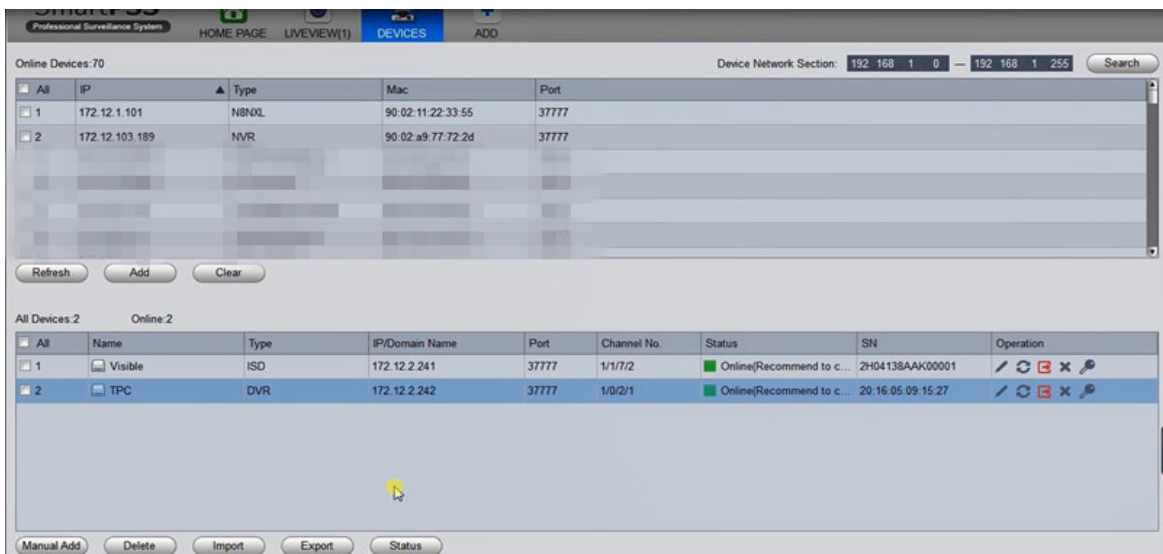 SmartPSS
Professional Surveillance System
HOME PAGE LIVEVIEW(1) DEVICES ADD
Online Devices:70 Device Network Section: 192 168 1 0 — 192 168 1 255 Search
All IP Type Mac Port
1 172.12.1.101 N8NXL 90:02:11:22:33:55 37777
2 172.12.103.189 NVR 90:02:a9:77:72:2d 37777
Refresh Add Clear
All Devices:2 Online:2
All Name Type IP/Domain Name Port Channel No. Status SN Operation
1 Visible ISD 172.12.2.241 37777 1/1/7/2 Online(Recommend to c... 2H04138AAK00001
2 TPC DVR 172.12.2.242 37777 1/0/2/1 Online(Recommend to c... 20:16:05:09:15:27
Manual Add Delete Import Export Status